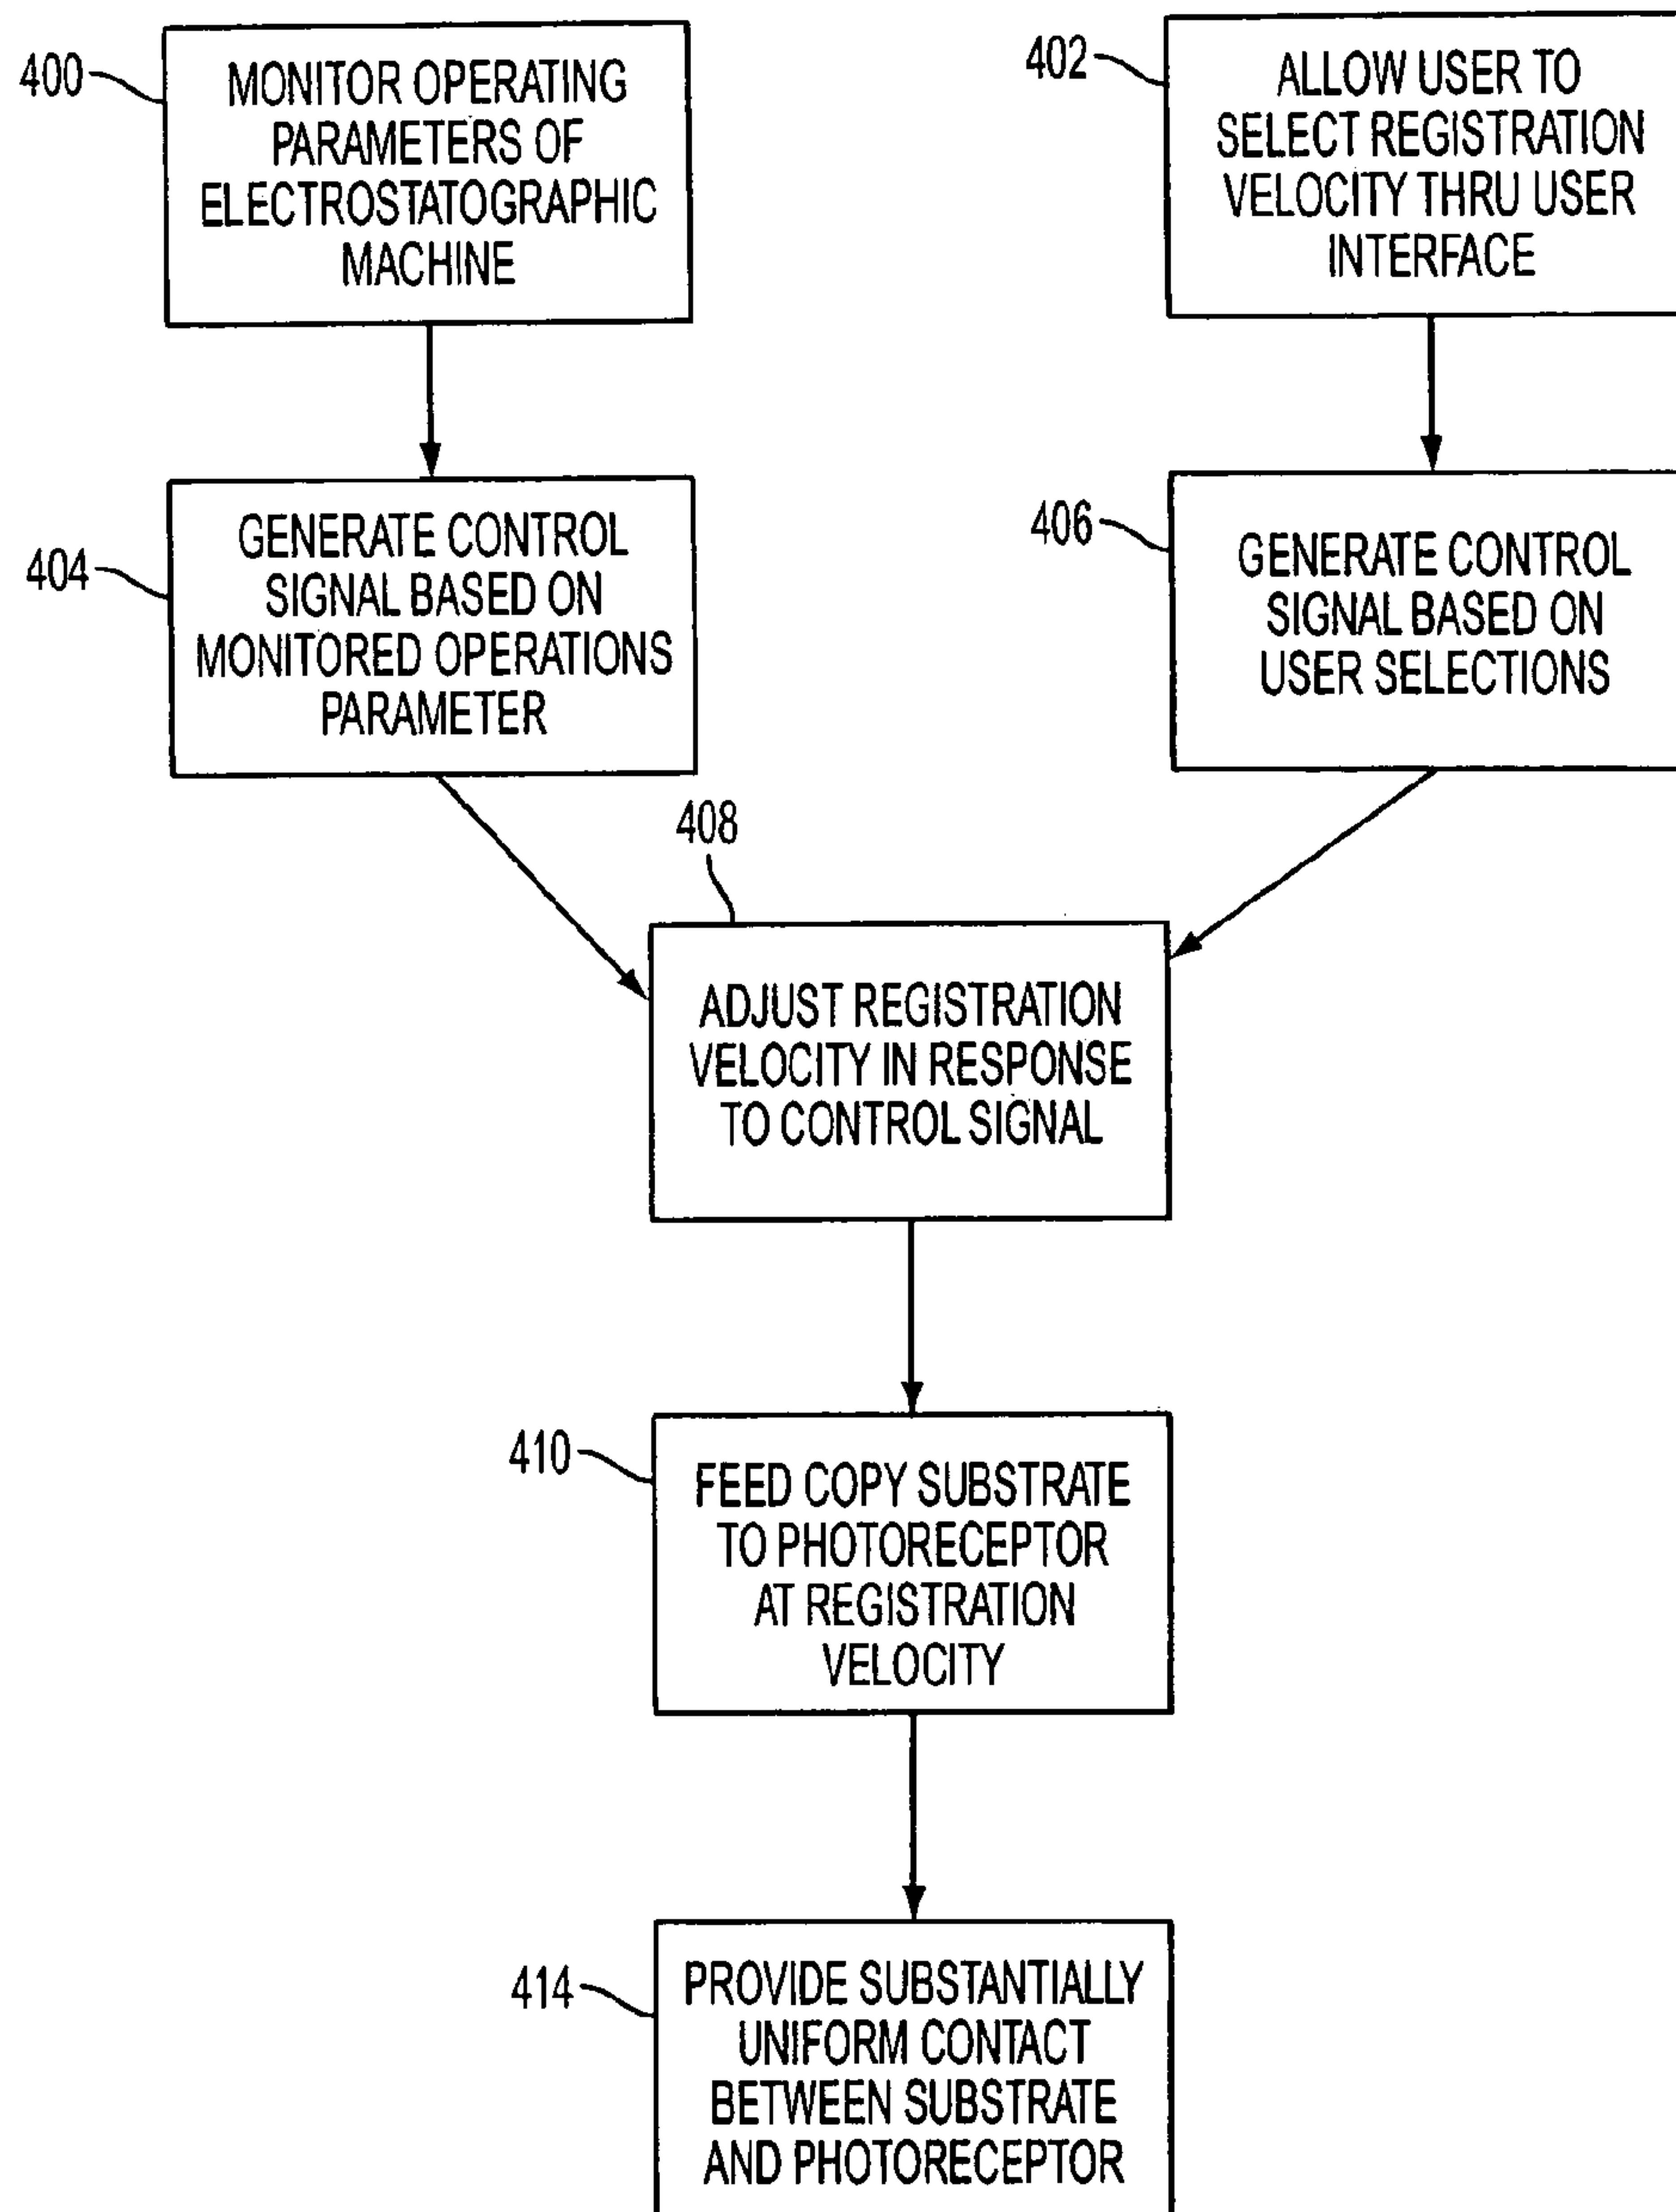 400
MONITOR OPERATING
PARAMETERS OF
ELECTROSTATOGRAPHIC
MACHINE
402
ALLOW USER TO
SELECT REGISTRATION
VELOCITY THRU USER
INTERFACE
404
GENERATE CONTROL
SIGNAL BASED ON
MONITORED OPERATIONS
PARAMETER
406
GENERATE CONTROL
SIGNAL BASED ON
USER SELECTIONS
408
ADJUST REGISTRATION
VELOCITY IN RESPONSE
TO CONTROL SIGNAL
410
FEED COPY SUBSTRATE
TO PHOTORECEPTOR
AT REGISTRATION
VELOCITY
414
PROVIDE SUBSTANTIALLY
UNIFORM CONTACT
BETWEEN SUBSTRATE
AND PHOTORECEPTOR